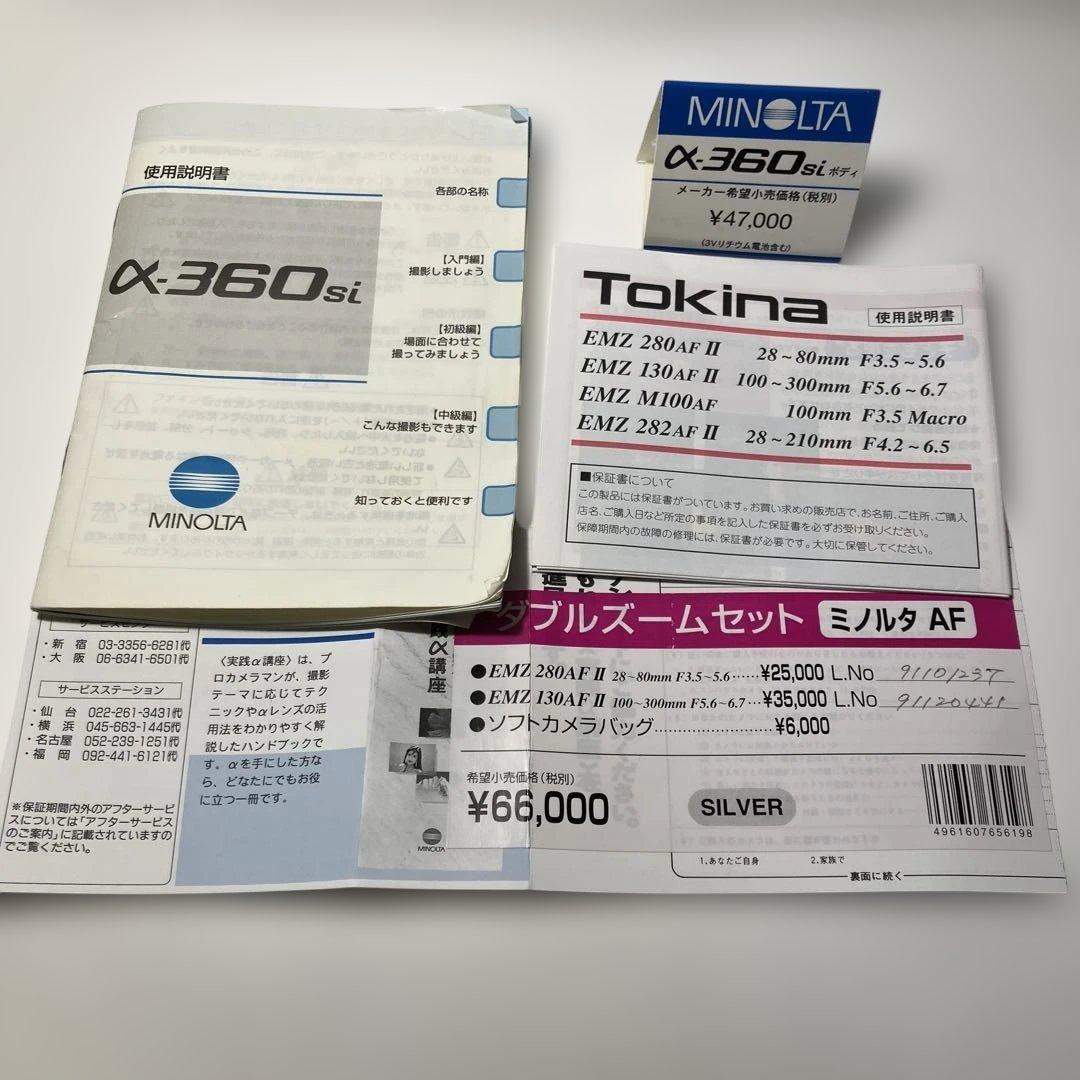 使用説明書
α-360si
各部の名称
【入門編】
撮影しましょう
【初級編】
場面に合わせて
撮ってみましょう
【中級編】
こんな撮影もできます
知っておくと便利です
MINOLTA
MINOLTA
α-360si ボディ
メーカー希望小売価格(税別)
¥47,000
(3Vリチウム電池含む)
Tokina
使用説明書
EMZ 280AF II 28~80mm F3.5~5.6
EMZ 130AF II 100~300mm F5.6~6.7
EMZ M100AF 100mm F3.5 Macro
EMZ 282AF II 28~210mm F4.2~6.5
■保証書について
この製品には保証書がついています。お買い求めの販売店で、お名前、ご住所、ご購入
店名、ご購入日など所定の事項を記入した保証書を必ずお受け取りください。
保障期間内の故障の修理には、保証書が必要です。大切に保管してください。
ダブルズームセット ミノルタ AF
●EMZ 280AF II 28~80mm F3.5~5.6……¥25,000 L.No 91101237
●EMZ 130AF II 100~300mm F5.6~6.7…¥35,000 L.No 91120441
●ソフトカメラバッグ……………………¥6,000
希望小売価格(税別)
¥66,000
SILVER
4961607656198
・新 宿 03-3356-6281代
・大 阪 06-6341-6501代
サービスステーション
・仙 台 022-261-3431代
・横 浜 045-663-1445代
・名古屋 052-239-1251代
・福 岡 092-441-6121代
※保証期間内外のアフターサービ
スについては「アフターサービス
のご案内」に記載されていますの
でご覧ください。
〈実践α講座〉は、プ
ロカメラマンが、撮影
テーマに応じてテク
ニックやαレンズの活
用法をわかりやすく解
説したハンドブックで
す。αを手にした方な
ら、どなたにでもお役
に立つ一冊です。
践α講座
MINOLTA
1.あなたご自身 2.家族で
裏面に続く